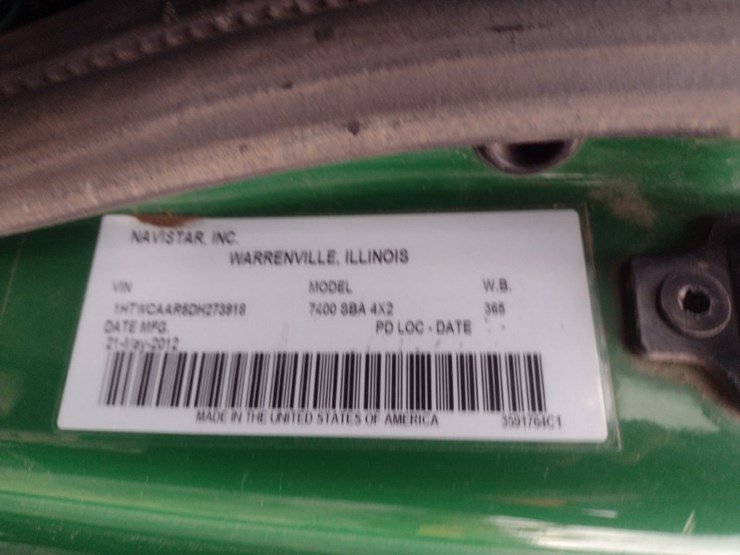 NAVISTAR, INC.
WARRENVILLE, ILLINOIS
VIN MODEL W.B.
7400 SBA 4X2 365
DATE MFG. PD LOC - DATE
21-May-2012
MADE IN THE UNITED STATES OF AMERICA 3591764C1